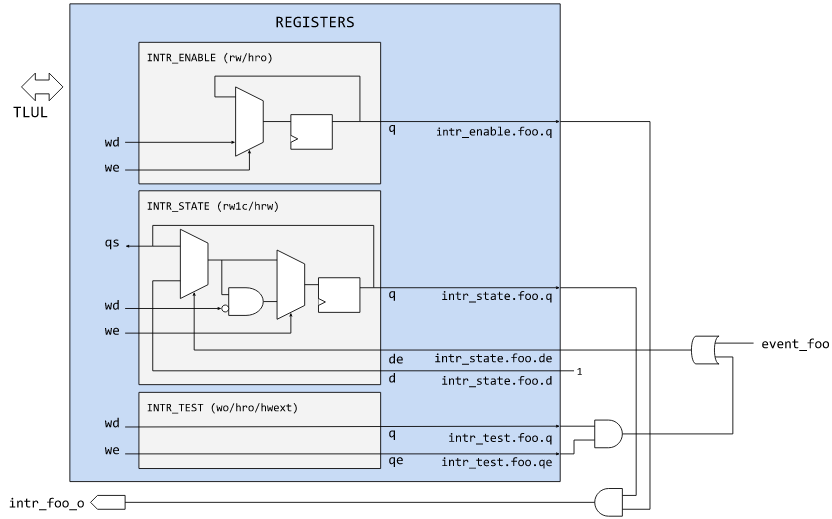 REGISTERS
INTR_ENABLE (rw/hro)
TLUL
wd
q
intr_enable.foo.q
we
INTR_STATE (rw1c/hrw)
qs
wd
q
intr_state.foo.q
we
event_foo
de
intr_state.foo.de
1
d
intr_state.foo.d
INTR_TEST (wo/hro/hwext)
wd
q
intr_test.foo.q
we
qe
intr_test.foo.qe
intr_foo_o